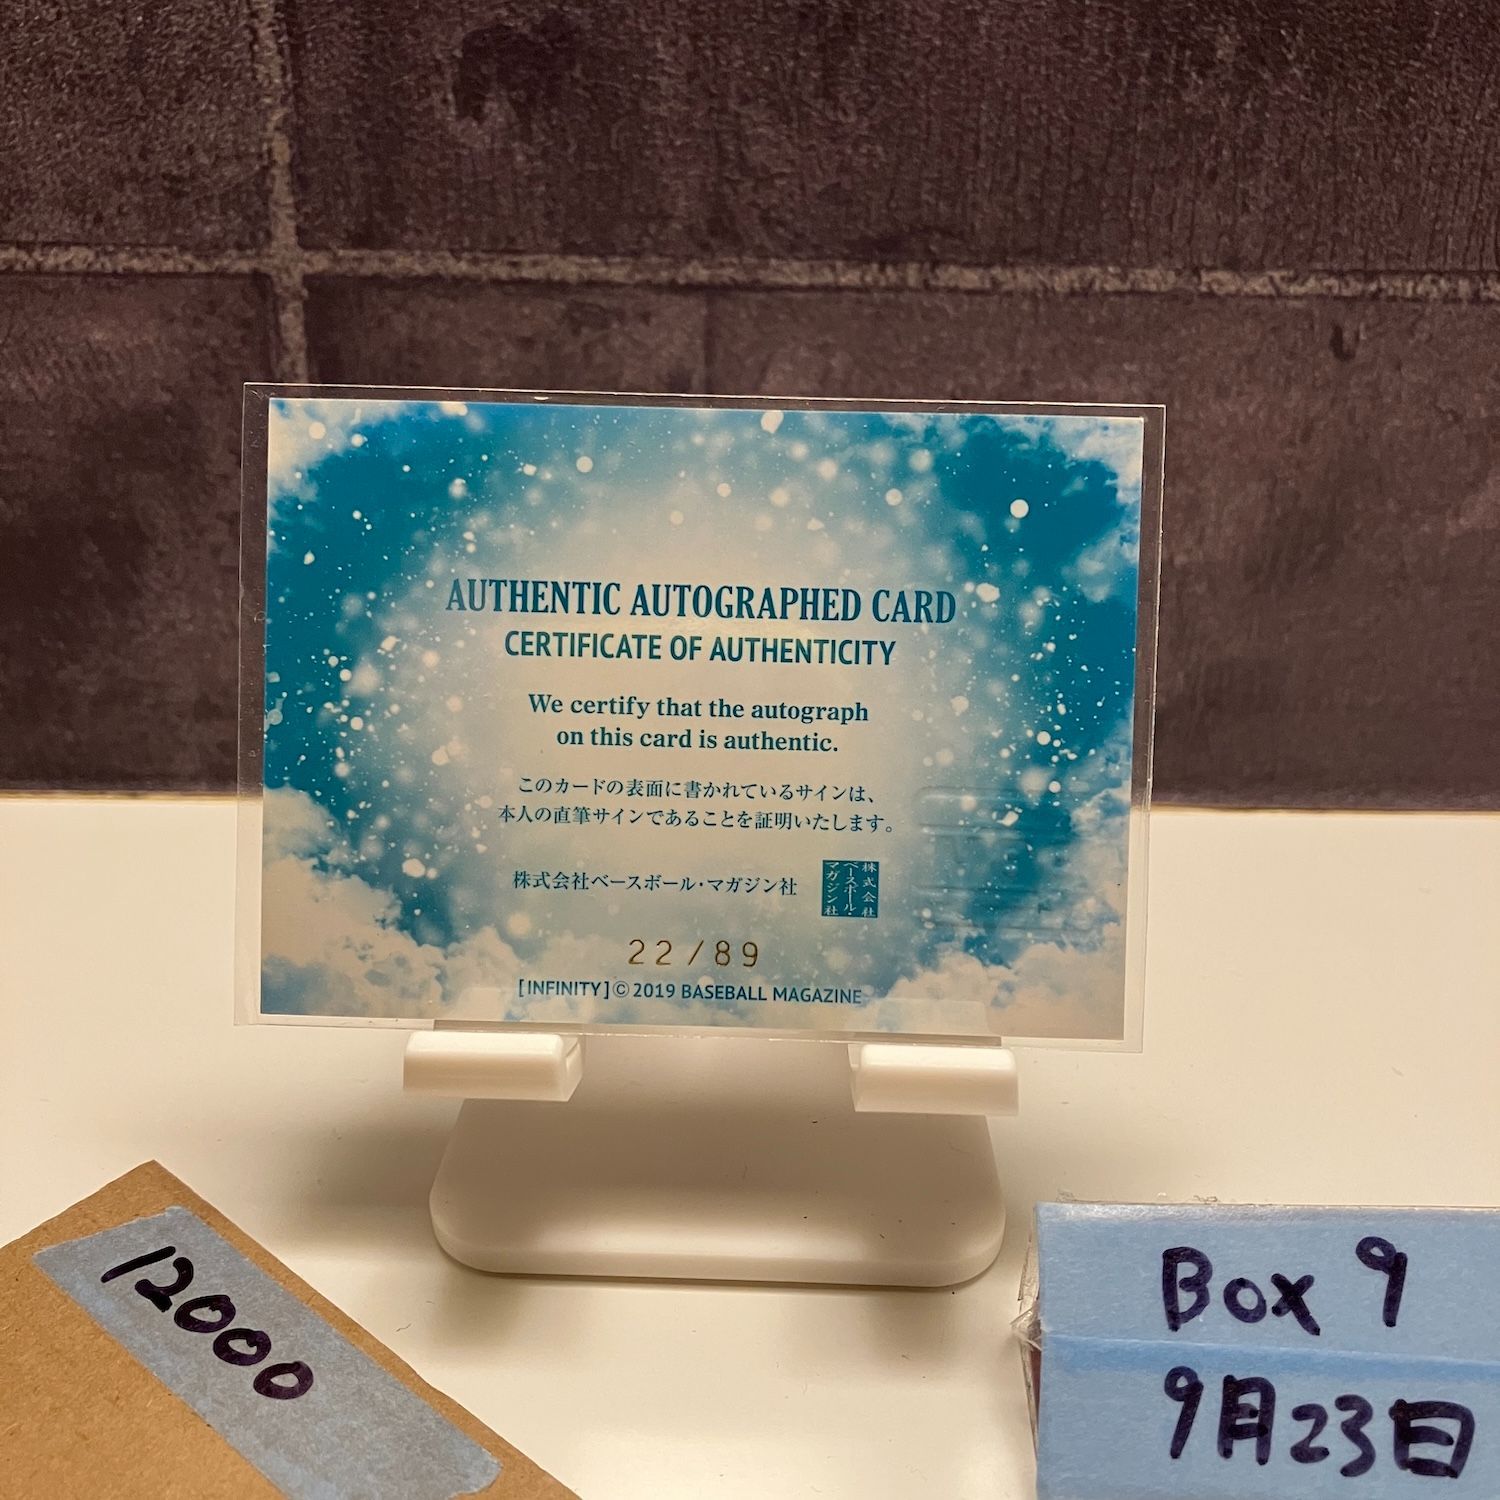 AUTHENTIC AUTOGRAPHED CARD
CERTIFICATE OF AUTHENTICITY
We certify that the autograph
on this card is authentic.
このカードの表面に書かれているサインは、
本人の直筆サインであることを証明いたします。
株式会社ベースボール・マガジン社
株式会社
ベースボール・
マガジン社
22/89
[INFINITY]©2019 BASEBALL MAGAZINE
12000
Box 9
9月23日